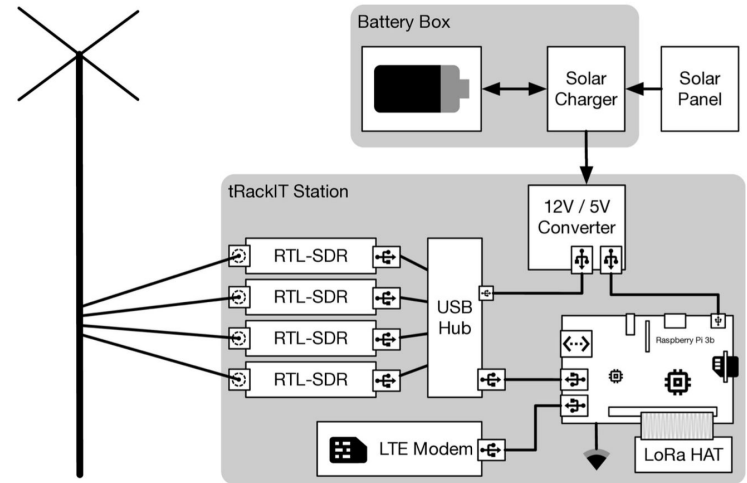 Battery Box
Solar
Charger
Solar
Panel
tRackIT Station
12V / 5V
Converter
RTL-SDR
RTL-SDR
RTL-SDR
RTL-SDR
USB
Hub
Raspberry Pi 3b
LTE Modem
LoRa HAT